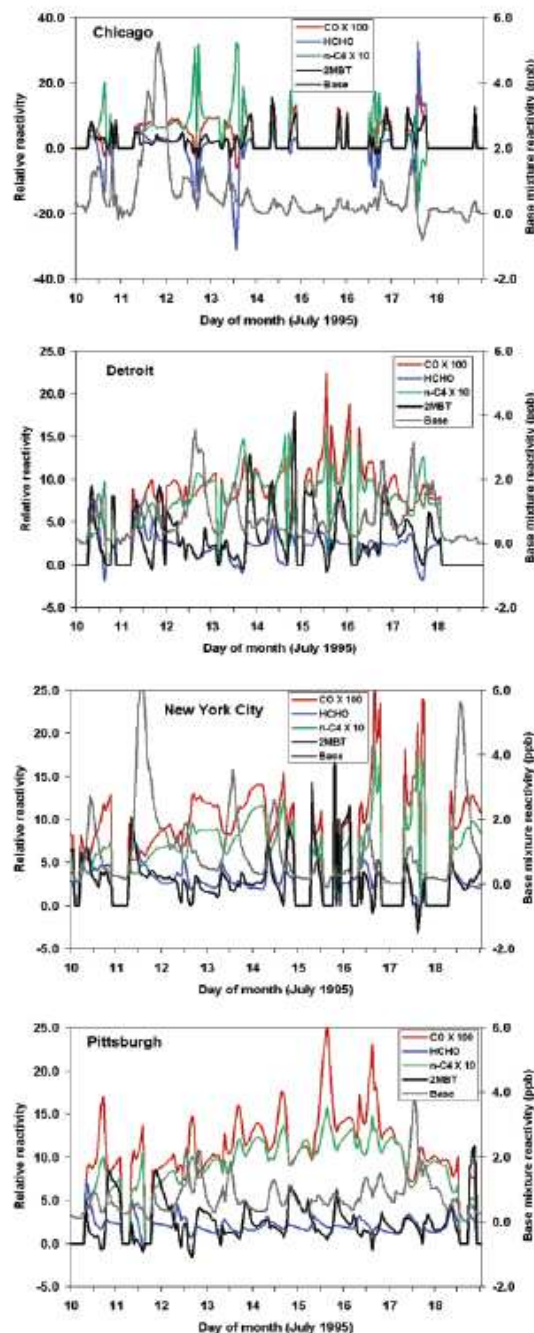 Chicago
CO X 100
HCHO
n-C4 X 10
2MBT
Base
Relative reactivity
40.0
20.0
0.0
-20.0
-40.0
6.0
4.0
2.0
0.0
-2.0
Base mixture reactivity (ppb)
10 11 12 13 14 15 16 17 18
Day of month (July 1995)
Detroit
CO X 100
HCHO
n-C4 X 10
2MBT
Base
Relative reactivity
25.0
20.0
15.0
10.0
5.0
0.0
-5.0
6.0
4.0
2.0
0.0
-2.0
Base mixture reactivity (ppb)
10 11 12 13 14 15 15 16 17 18
Day of month (July 1995)
New York City
CO X 100
HCHO
n-C4 X 10
2MBT
Base
Relative reactivity
25.0
20.0
15.0
10.0
5.0
0.0
-5.0
6.0
4.0
2.0
0.0
-2.0
Base mixture reactivity (ppb)
10 11 12 13 14 15 16 17 18
Day of month (July 1995)
Pittsburgh
CO X 100
HCHO
n-C4 X 10
2MBT
Base
Relative reactivity
25.0
20.0
15.0
10.0
5.0
0.0
-5.0
6.0
4.0
2.0
0.0
-2.0
Base mixture reactivity (ppb)
10 11 12 13 14 15 16 17 18
Day of month (July 1995)